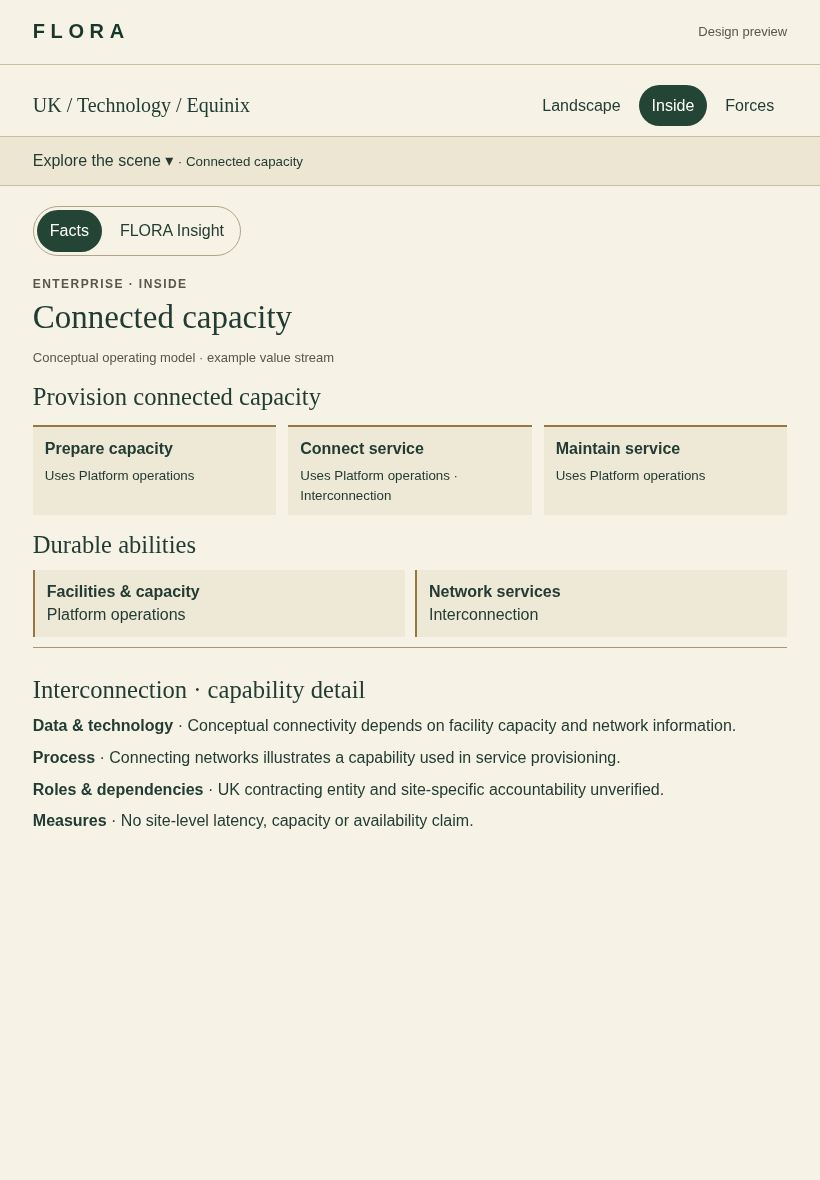 FLORA
Design preview
UK / Technology / Equinix
Landscape
Inside
Forces
Explore the scene ▾ · Connected capacity
Facts
FLORA Insight
ENTERPRISE · INSIDE
Connected capacity
Conceptual operating model · example value stream
Provision connected capacity
Prepare capacity
Uses Platform operations
Connect service
Uses Platform operations ·
Interconnection
Maintain service
Uses Platform operations
Durable abilities
Facilities & capacity
Platform operations
Network services
Interconnection
Interconnection · capability detail
Data & technology · Conceptual connectivity depends on facility capacity and network information.
Process · Connecting networks illustrates a capability used in service provisioning.
Roles & dependencies · UK contracting entity and site-specific accountability unverified.
Measures · No site-level latency, capacity or availability claim.